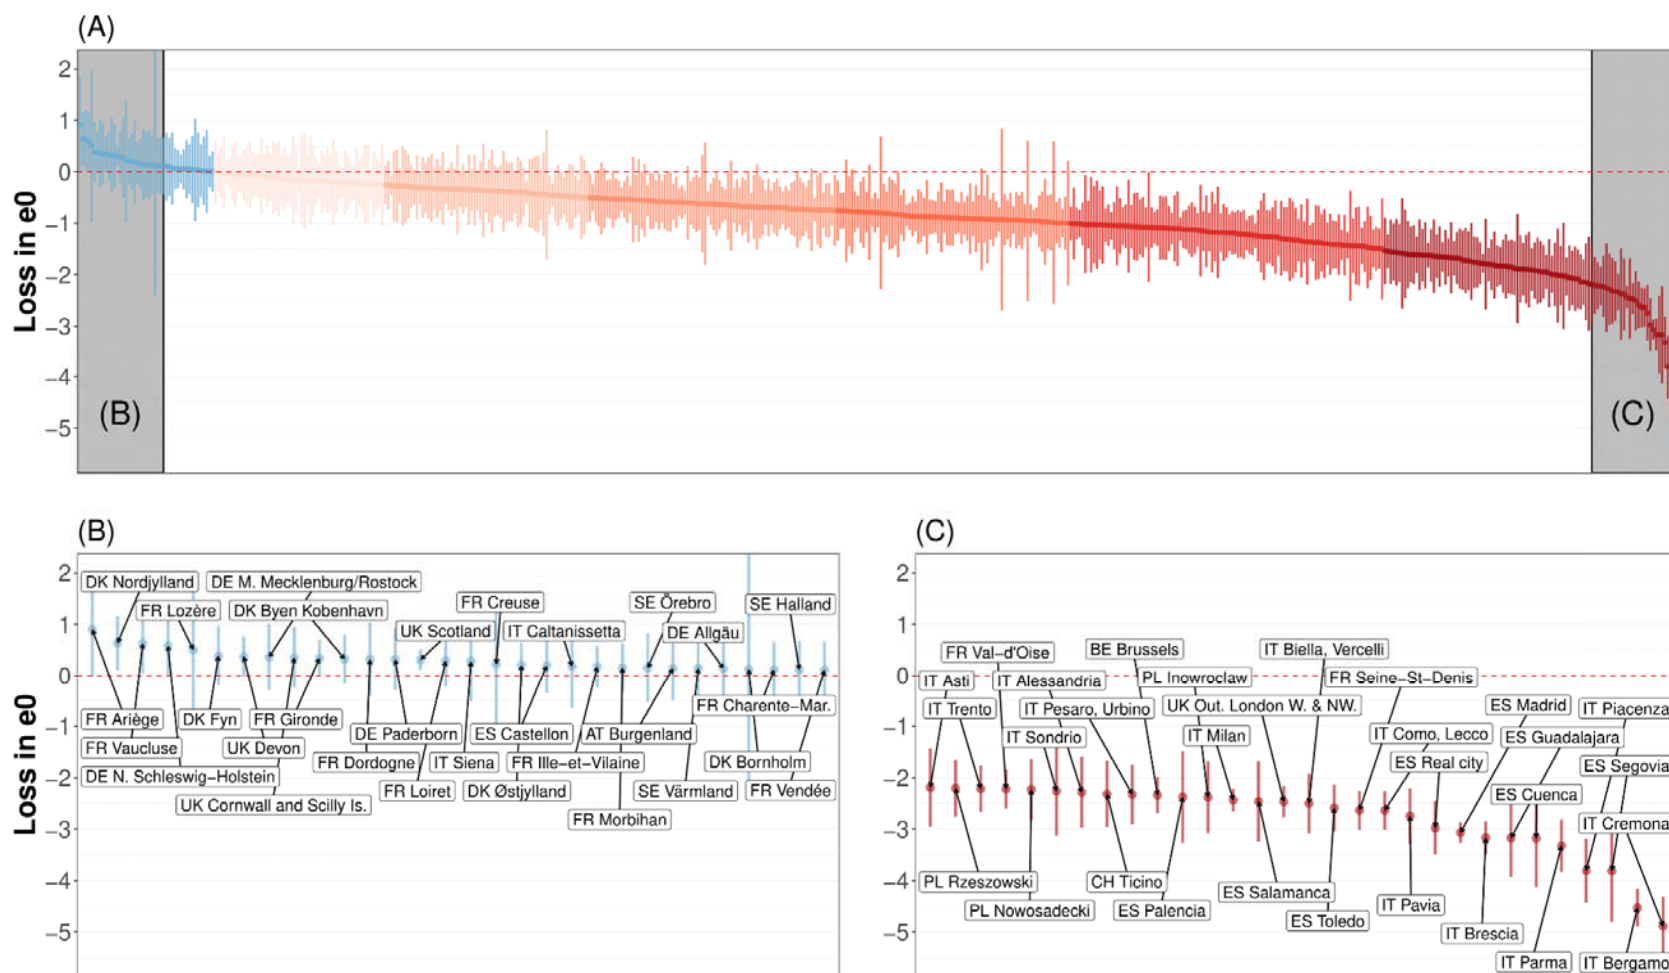 (A)
2
1
0
−1
−2
−3
−4
−5
Loss in e0
(B)
(C)
(B)
2
1
0
−1
−2
−3
−4
−5
Loss in e0
DK Nordjylland
DE M. Mecklenburg/Rostock
FR Lozère
DK Byen Kobenhavn
FR Creuse
SE Örebro
SE Halland
UK Scotland
IT Caltanissetta
DE Allgäu
FR Charente−Mar.
FR Ariège
DK Fyn
FR Gironde
DE Paderborn
ES Castellon
AT Burgenland
FR Vaucluse
UK Devon
FR Dordogne
IT Siena
FR Ille−et−Vilaine
DK Bornholm
DE N. Schleswig−Holstein
FR Loiret
DK Østjylland
SE Värmland
FR Vendée
UK Cornwall and Scilly Is.
FR Morbihan
(C)
2
1
0
−1
−2
−3
−4
−5
FR Val−d'Oise
BE Brussels
IT Biella, Vercelli
IT Asti
IT Alessandria
PL Inowroclaw
FR Seine−St−Denis
IT Trento
IT Pesaro, Urbino
UK Out. London W. & NW.
ES Madrid
IT Piacenza
IT Sondrio
IT Milan
IT Como, Lecco
ES Guadalajara
ES Real city
ES Segovia
ES Cuenca
IT Cremona
PL Rzeszowski
CH Ticino
ES Salamanca
PL Nowosadecki
ES Palencia
ES Toledo
IT Pavia
IT Brescia
IT Parma
IT Bergamo